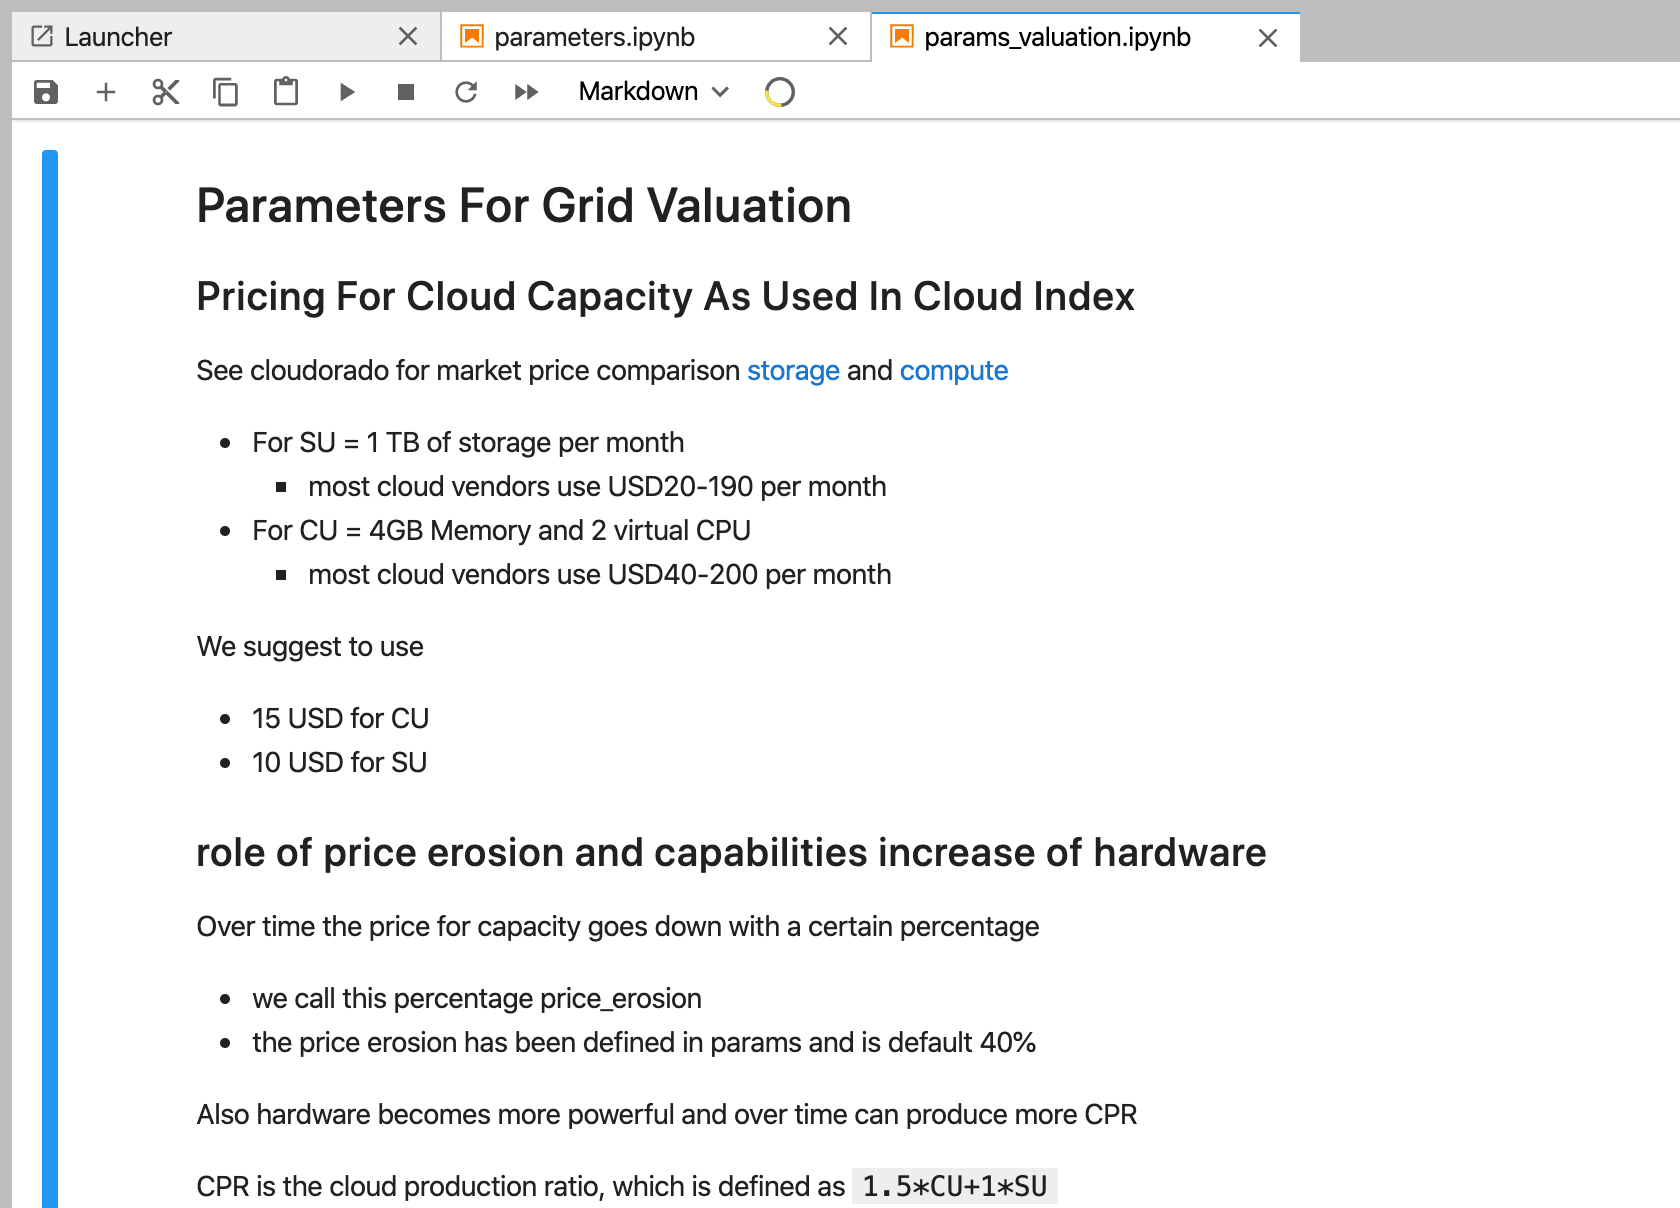 Launcher
parameters.ipynb
params_valuation.ipynb
Markdown
Parameters For Grid Valuation
Pricing For Cloud Capacity As Used In Cloud Index
See cloudorado for market price comparison storage and compute
For SU = 1 TB of storage per month
most cloud vendors use USD20-190 per month
For CU = 4GB Memory and 2 virtual CPU
most cloud vendors use USD40-200 per month
We suggest to use
15 USD for CU
10 USD for SU
role of price erosion and capabilities increase of hardware
Over time the price for capacity goes down with a certain percentage
we call this percentage price_erosion
the price erosion has been defined in params and is default 40%
Also hardware becomes more powerful and over time can produce more CPR
CPR is the cloud production ratio, which is defined as 1.5*CU+1*SU